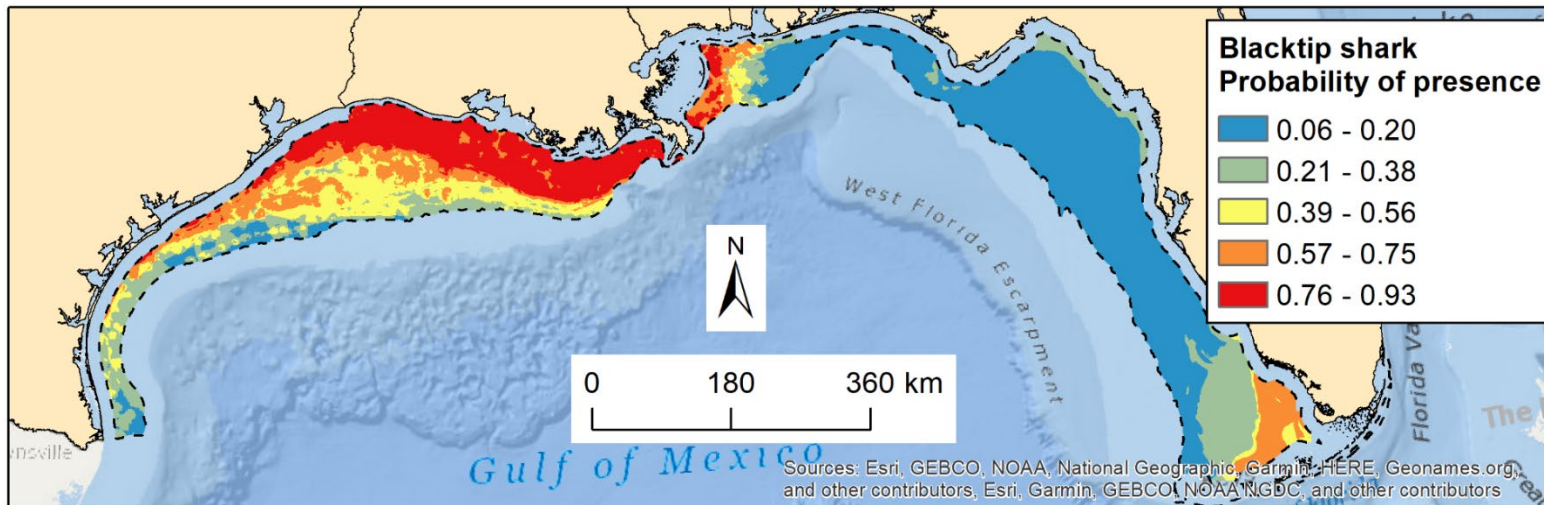 Blacktip shark
Probability of presence
0.06 - 0.20
0.21 - 0.38
0.39 - 0.56
0.57 - 0.75
0.76 - 0.93
West Florida Escarpment
N
0 180 360 km
Florida Va
The
nsville
Gulf of Mexico
Sources: Esri, GEBCO, NOAA, National Geographic, Garmin, HERE, Geonames.org,
and other contributors, Esri, Garmin, GEBCO, NOAA NGDC, and other contributors